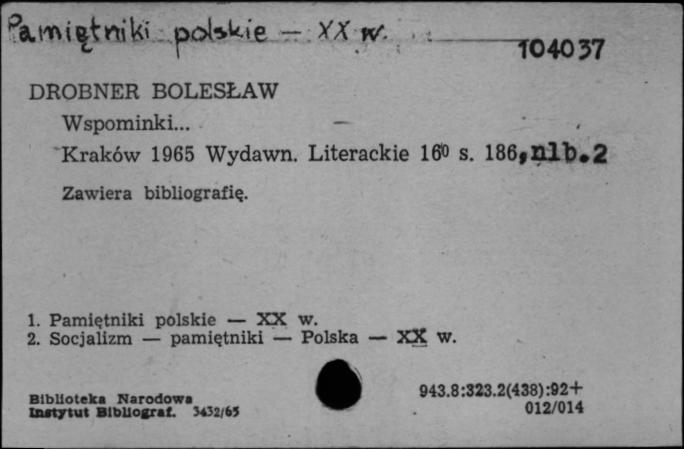 Pamiętniki polskie — XX w.
104037
DROBNER BOLESŁAW
Wspominki...
Kraków 1965 Wydawn. Literackie 16⁰ s. 186, nlb. 2
Zawiera bibliografię.
1. Pamiętniki polskie — XX w.
2. Socjalizm — pamiętniki — Polska — XX w.
Biblioteka Narodowa
Instytut Bibliograf. 3432/65
943.8:323.2(438):92+
012/014